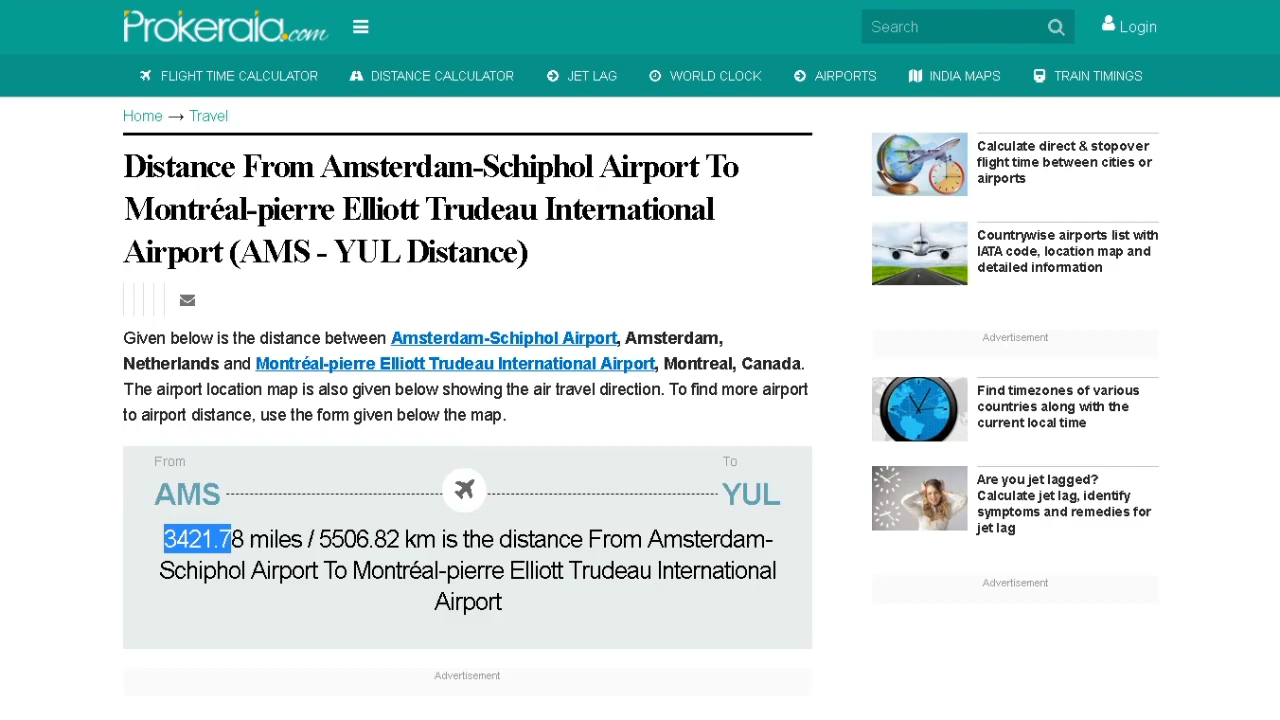 Prokerala.com
Search
Login
FLIGHT TIME CALCULATOR
DISTANCE CALCULATOR
JET LAG
WORLD CLOCK
AIRPORTS
INDIA MAPS
TRAIN TIMINGS
Home → Travel
Distance From Amsterdam-Schiphol Airport To
Montréal-pierre Elliott Trudeau International
Airport (AMS - YUL Distance)
Given below is the distance between Amsterdam-Schiphol Airport, Amsterdam,
Netherlands and Montréal-pierre Elliott Trudeau International Airport, Montreal, Canada.
The airport location map is also given below showing the air travel direction. To find more airport
to airport distance, use the form given below the map.
From
To
AMS
YUL
3421.78 miles / 5506.82 km is the distance From Amsterdam-
Schiphol Airport To Montréal-pierre Elliott Trudeau International
Airport
Advertisement
Calculate direct & stopover
flight time between cities or
airports
Countrywise airports list with
IATA code, location map and
detailed information
Advertisement
Find timezones of various
countries along with the
current local time
Are you jet lagged?
Calculate jet lag, identify
symptoms and remedies for
jet lag
Advertisement